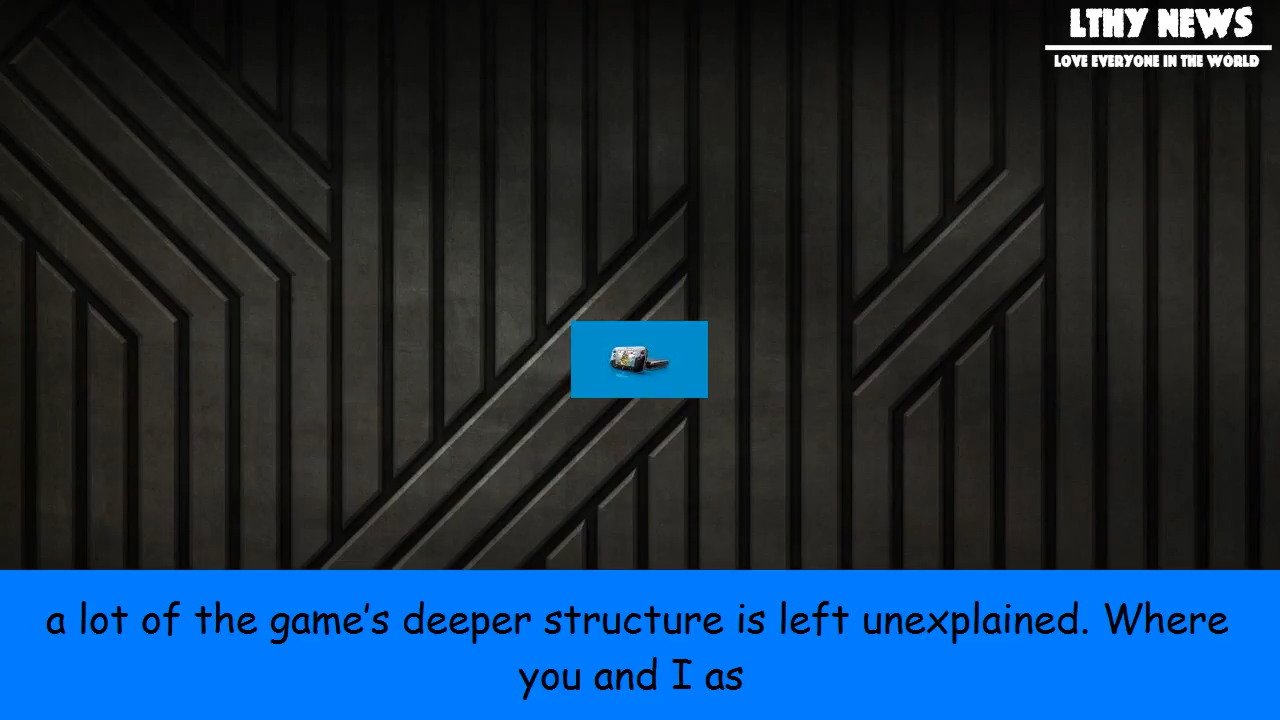 LTHY NEWS
LOVE EVERYONE IN THE WORLD
a lot of the game's deeper structure is left unexplained. Where
you and I as